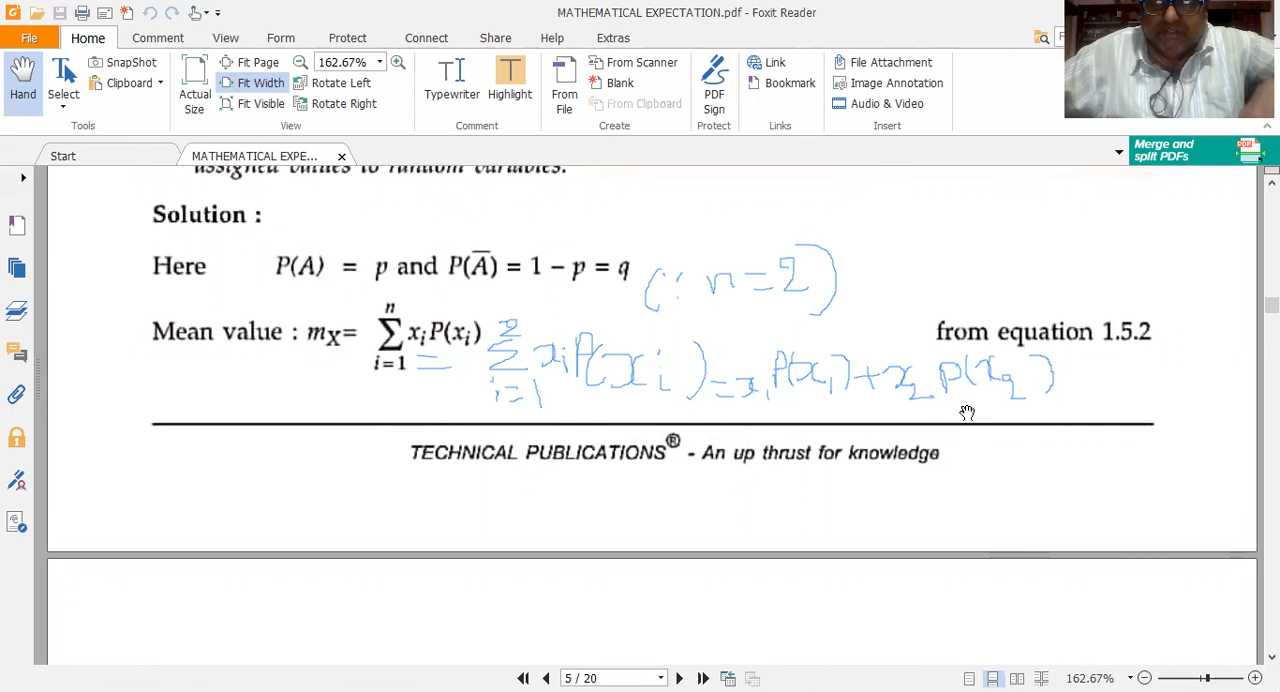 MATHEMATICAL EXPECTATION.pdf - Foxit Reader
File Home Comment View Form Protect Connect Share Help Extras
Hand Select SnapShot Clipboard Actual Size Fit Page Fit Width Fit Visible 162.67% Rotate Left Rotate Right Typewriter Highlight From File From Scanner Blank From Clipboard PDF Sign Link Bookmark File Attachment Image Annotation Audio & Video
Tools View Comment Create Protect Links Insert
Start MATHEMATICAL EXPE... Merge and split PDFs
assigned values to random variables.
Solution :
Here P(A) = p and P(A̅) = 1 − p = q (∵ n = 2)
Mean value : m_X = Σ_{i=1}^{n} x_i P(x_i) from equation 1.5.2
= Σ_{i=1}^{2} x_i P(x_i) = x_1 P(x_1) + x_2 P(x_2)
TECHNICAL PUBLICATIONS® - An up thrust for knowledge
5 / 20 162.67%